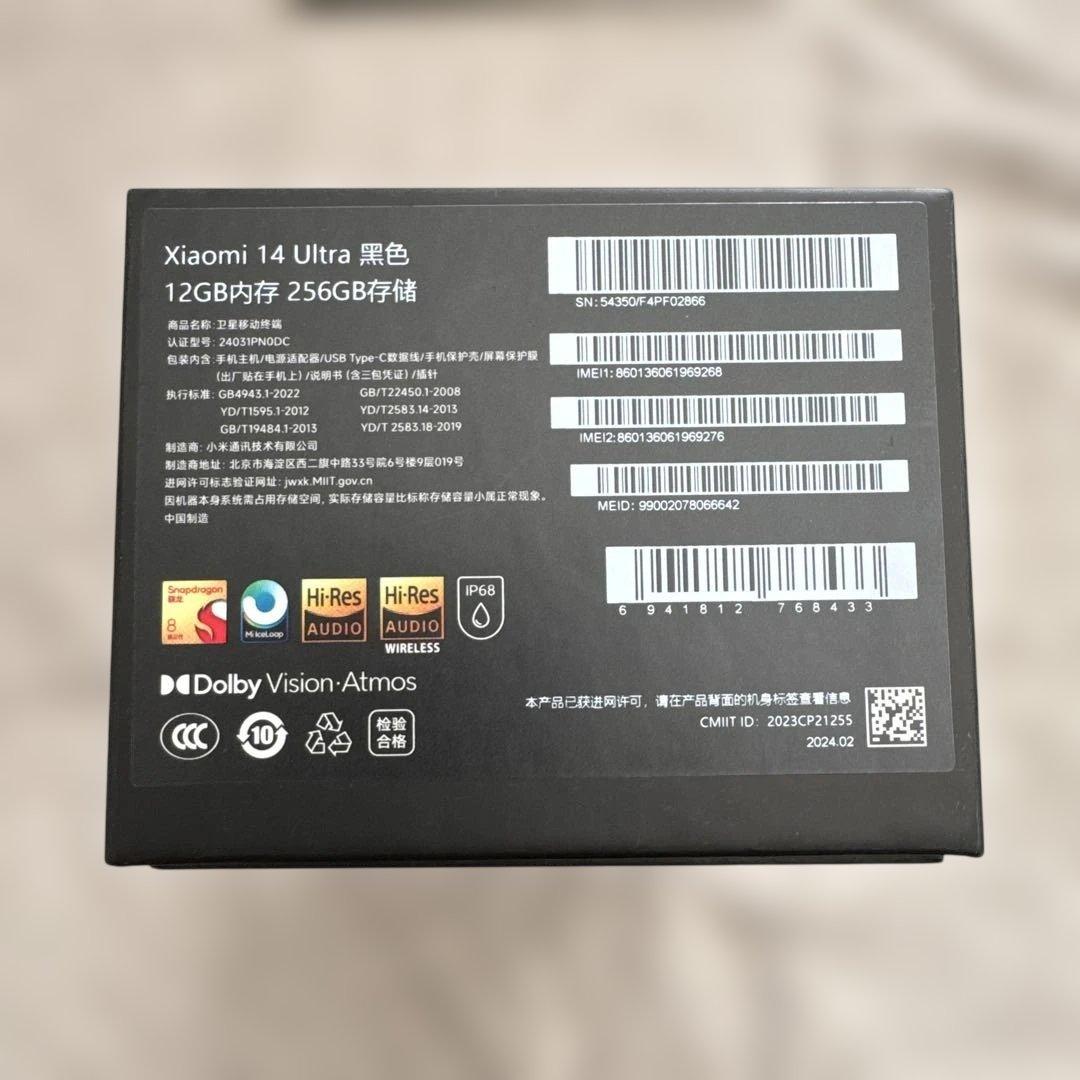 Xiaomi 14 Ultra 黑色
12GB内存 256GB存储
商品名称: 卫星移动终端
认证型号: 24031PN0DC
包装内含: 手机主机/电源适配器/USB Type-C数据线/手机保护壳/屏幕保护膜
(出厂贴在手机上) /说明书 (含三包凭证) /插针
执行标准: GB4943.1-2022 GB/T22450.1-2008
YD/T1595.1-2012 YD/T2583.14-2013
GB/T19484.1-2013 YD/T 2583.18-2019
制造商: 小米通讯技术有限公司
制造商地址: 北京市海淀区西二旗中路33号院6号楼9层019号
进网许可标志验证网址: jwxk.MIIT.gov.cn
因机器本身系统需占用存储空间, 实际存储容量比标称存储容量小属正常现象。
中国制造
SN: 54350/F4PF02866
IMEI1: 860136061969268
IMEI2: 860136061969276
MEID: 99002078066642
6 941812 768433
Snapdragon
骁龙
8
Mi IceLoop
Hi-Res
AUDIO
Hi-Res
AUDIO
WIRELESS
IP68
Dolby Vision·Atmos
CCC
10
检验
合格
本产品已获进网许可, 请在产品背面的机身标签查看信息
CMIIT ID: 2023CP21255
2024.02